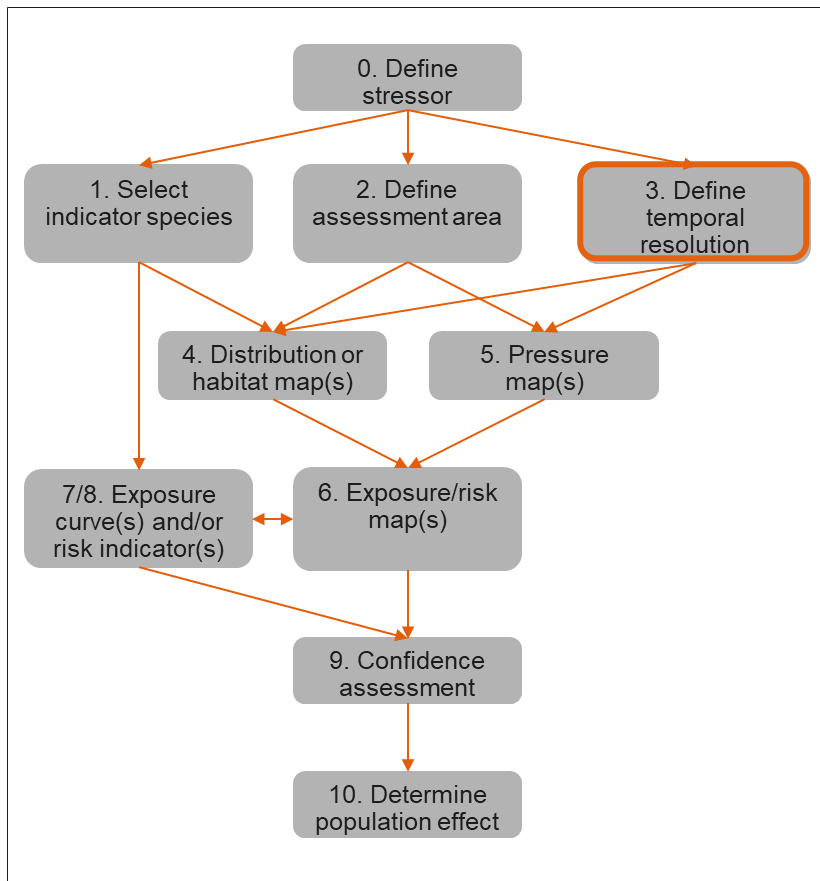 0. Define
stressor
1. Select
indicator species
2. Define
assessment area
3. Define
temporal
resolution
4. Distribution or
habitat map(s)
5. Pressure
map(s)
7/8. Exposure
curve(s) and/or
risk indicator(s)
6. Exposure/risk
map(s)
9. Confidence
assessment
10. Determine
population effect